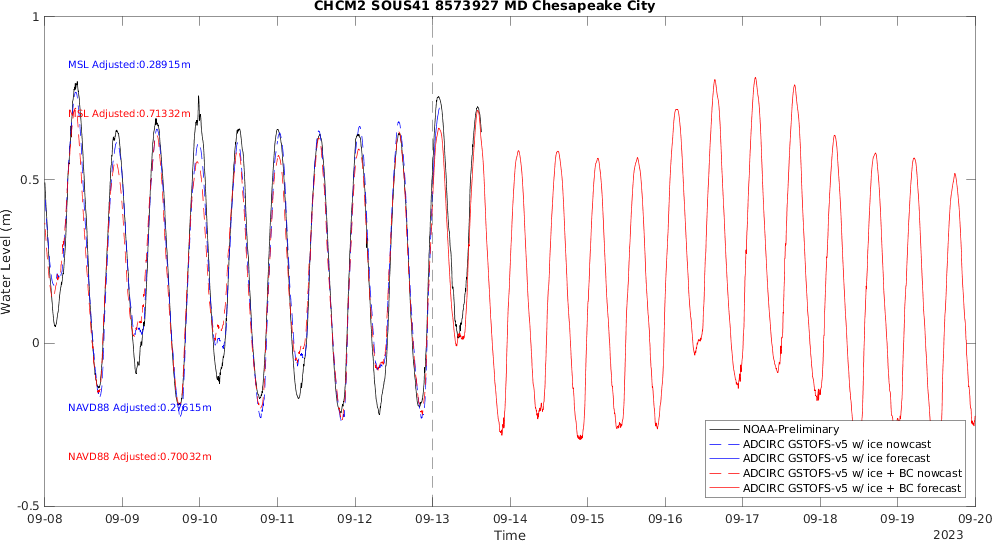 CHCM2 SOUS41 8573927 MD Chesapeake City
1
MSL Adjusted:0.28915m
MSL Adjusted:0.71332m
0.5
Water Level (m)
0
NAVD88 Adjusted:0.27615m
NAVD88 Adjusted:0.70032m
NOAA-Preliminary
ADCIRC GSTOFS-v5 w/ ice nowcast
ADCIRC GSTOFS-v5 w/ ice forecast
ADCIRC GSTOFS-v5 w/ ice + BC nowcast
ADCIRC GSTOFS-v5 w/ ice + BC forecast
-0.5
09-08 09-09 09-10 09-11 09-12 09-13 09-14 09-15 09-16 09-17 09-18 09-19 09-20
Time
2023